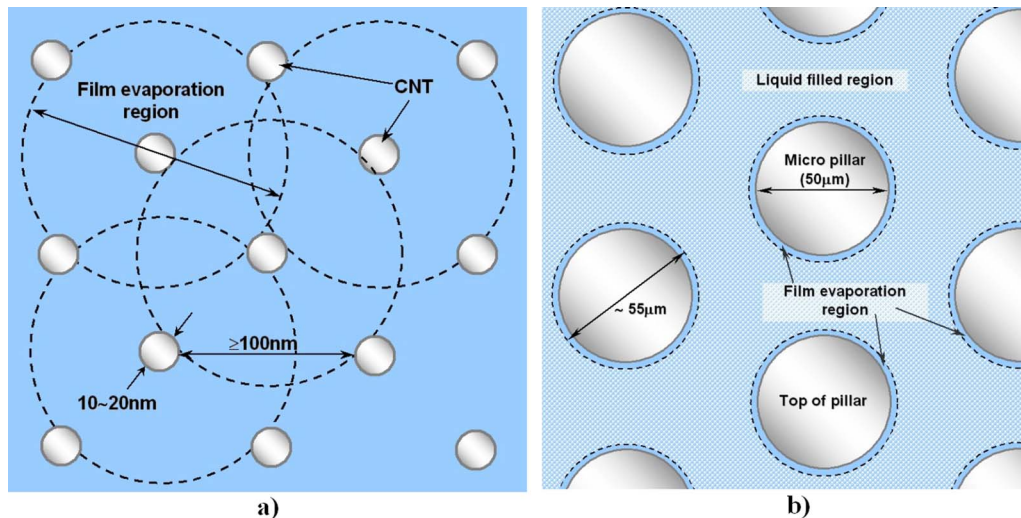 Film evaporation
region
CNT
≥100nm
10~20nm
a)
Liquid filled region
Micro pillar
(50μm)
~ 55μm
Film evaporation
region
Top of pillar
b)